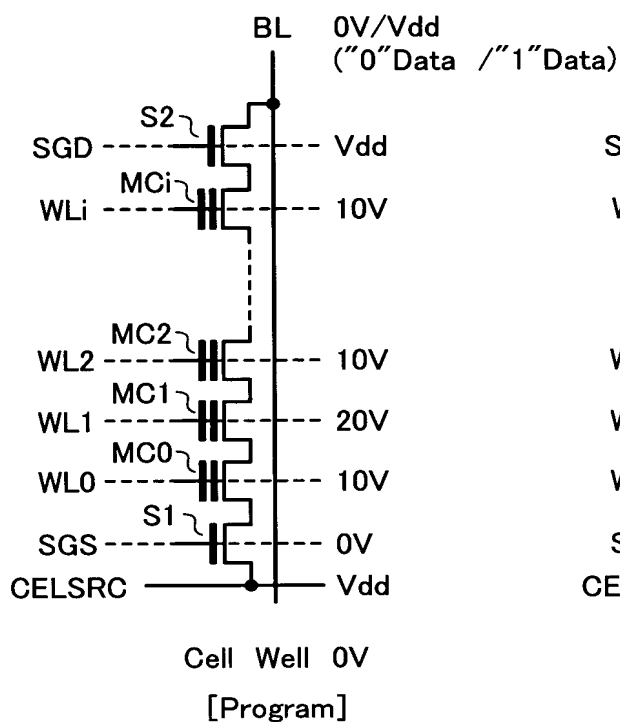 BL 0V/Vdd
("0"Data /"1"Data)
S2
SGD Vdd S
MCi
WLi 10V W
MC2
WL2 10V W
MC1
WL1 20V W
MC0
WL0 10V W
S1
SGS 0V S
CELSRC Vdd CE
Cell Well 0V
[Program]